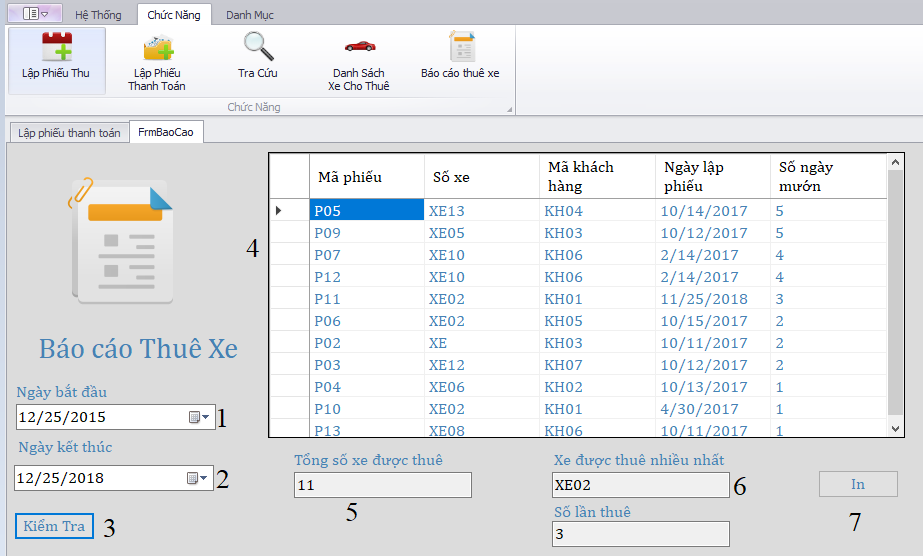 Hệ Thống Chức Năng Danh Mục
Lập Phiếu Thu
Lập Phiếu
Thanh Toán
Tra Cứu
Danh Sách
Xe Cho Thuê
Báo cáo thuê xe
Chức Năng
Lập phiếu thanh toán FrmBaoCao
Mã phiếu Số xe Mã khách hàng Ngày lập phiếu Số ngày mướn
P05 XE13 KH04 10/14/2017 5
P09 XE05 KH03 10/12/2017 5
P07 XE10 KH06 2/14/2017 4
P12 XE10 KH06 2/14/2017 4
P11 XE02 KH01 11/25/2018 3
P06 XE02 KH05 10/15/2017 2
P02 XE KH03 10/11/2017 2
P03 XE12 KH07 10/12/2017 2
P04 XE06 KH02 10/13/2017 1
P10 XE02 KH01 4/30/2017 1
P13 XE08 KH06 10/11/2017 1
4
Báo cáo Thuê Xe
Ngày bắt đầu
12/25/2015 1
Ngày kết thúc
12/25/2018 2
Kiểm Tra 3
Tổng số xe được thuê
11
5
Xe được thuê nhiều nhất
XE02 6
Số lần thuê
3
In
7